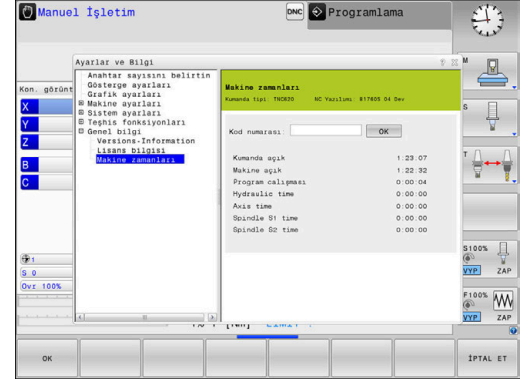 Manuel İşletim
DNC
Programlama
Ayarlar ve Bilgi
Kon. görünt
X
Y
Z
B
C
1
S 0
Ovr 100%
Anahtar sayısını belirtin
Gösterge ayarları
Grafik ayarları
Makine ayarları
Sistem ayarları
Teşhis fonksiyonları
Genel bilgi
Versions-Information
Lisans bilgisi
Makine zamanları
Makine zamanları
Kumanda tipi: TNC620 NC Yazılımı: 817605 04 Dev
Kod numarası:
OK
Kumanda açık 1:23:07
Makine açık 1:22:32
Program calişması 0:00:04
Hydraulic time 0:00:00
Axis time 0:00:00
Spindle S1 time 0:00:00
Spindle S2 time 0:00:00
M
S
T
S100%
VYP ZAP
F100%
VYP ZAP
OK
İPTAL ET